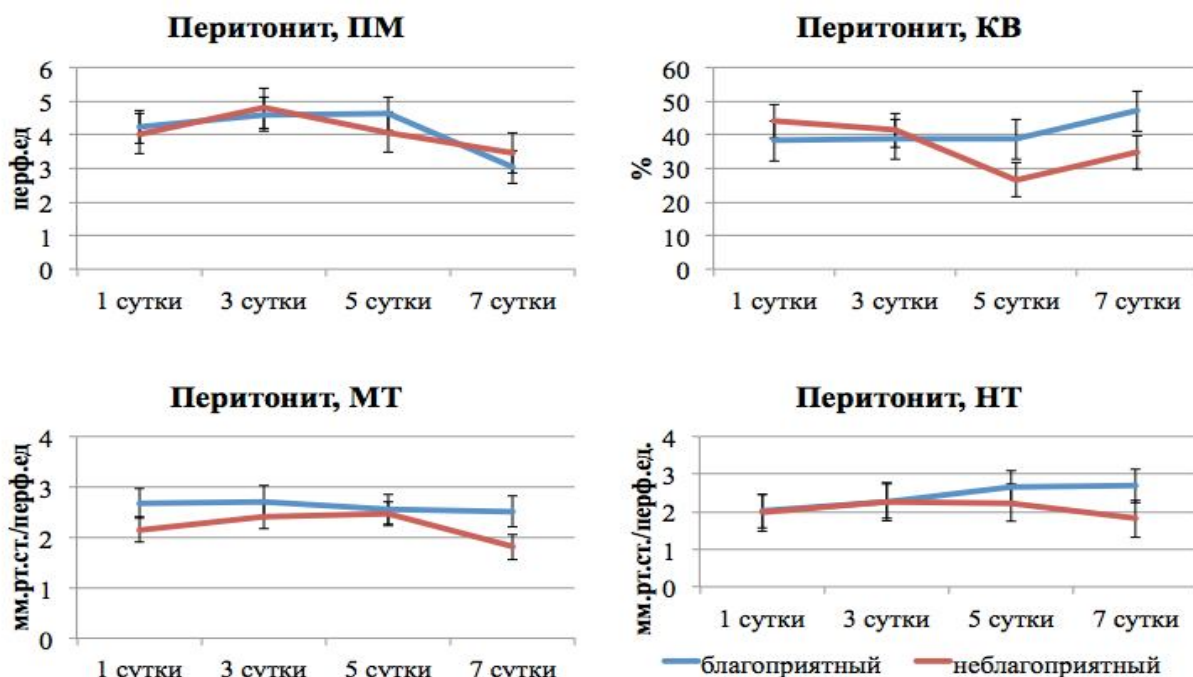 Перитонит, ПМ
перф.ед
6
5
4
3
2
1
0
1 сутки 3 сутки 5 сутки 7 сутки
Перитонит, КВ
%
60
50
40
30
20
10
0
1 сутки 3 сутки 5 сутки 7 сутки
Перитонит, МТ
мм.рт.ст./перф.ед
4
3
2
1
0
1 сутки 3 сутки 5 сутки 7 сутки
Перитонит, НТ
мм.рт.ст./перф.ед.
4
3
2
1
0
1 сутки 3 сутки 5 сутки 7 сутки
благоприятный неблагоприятный